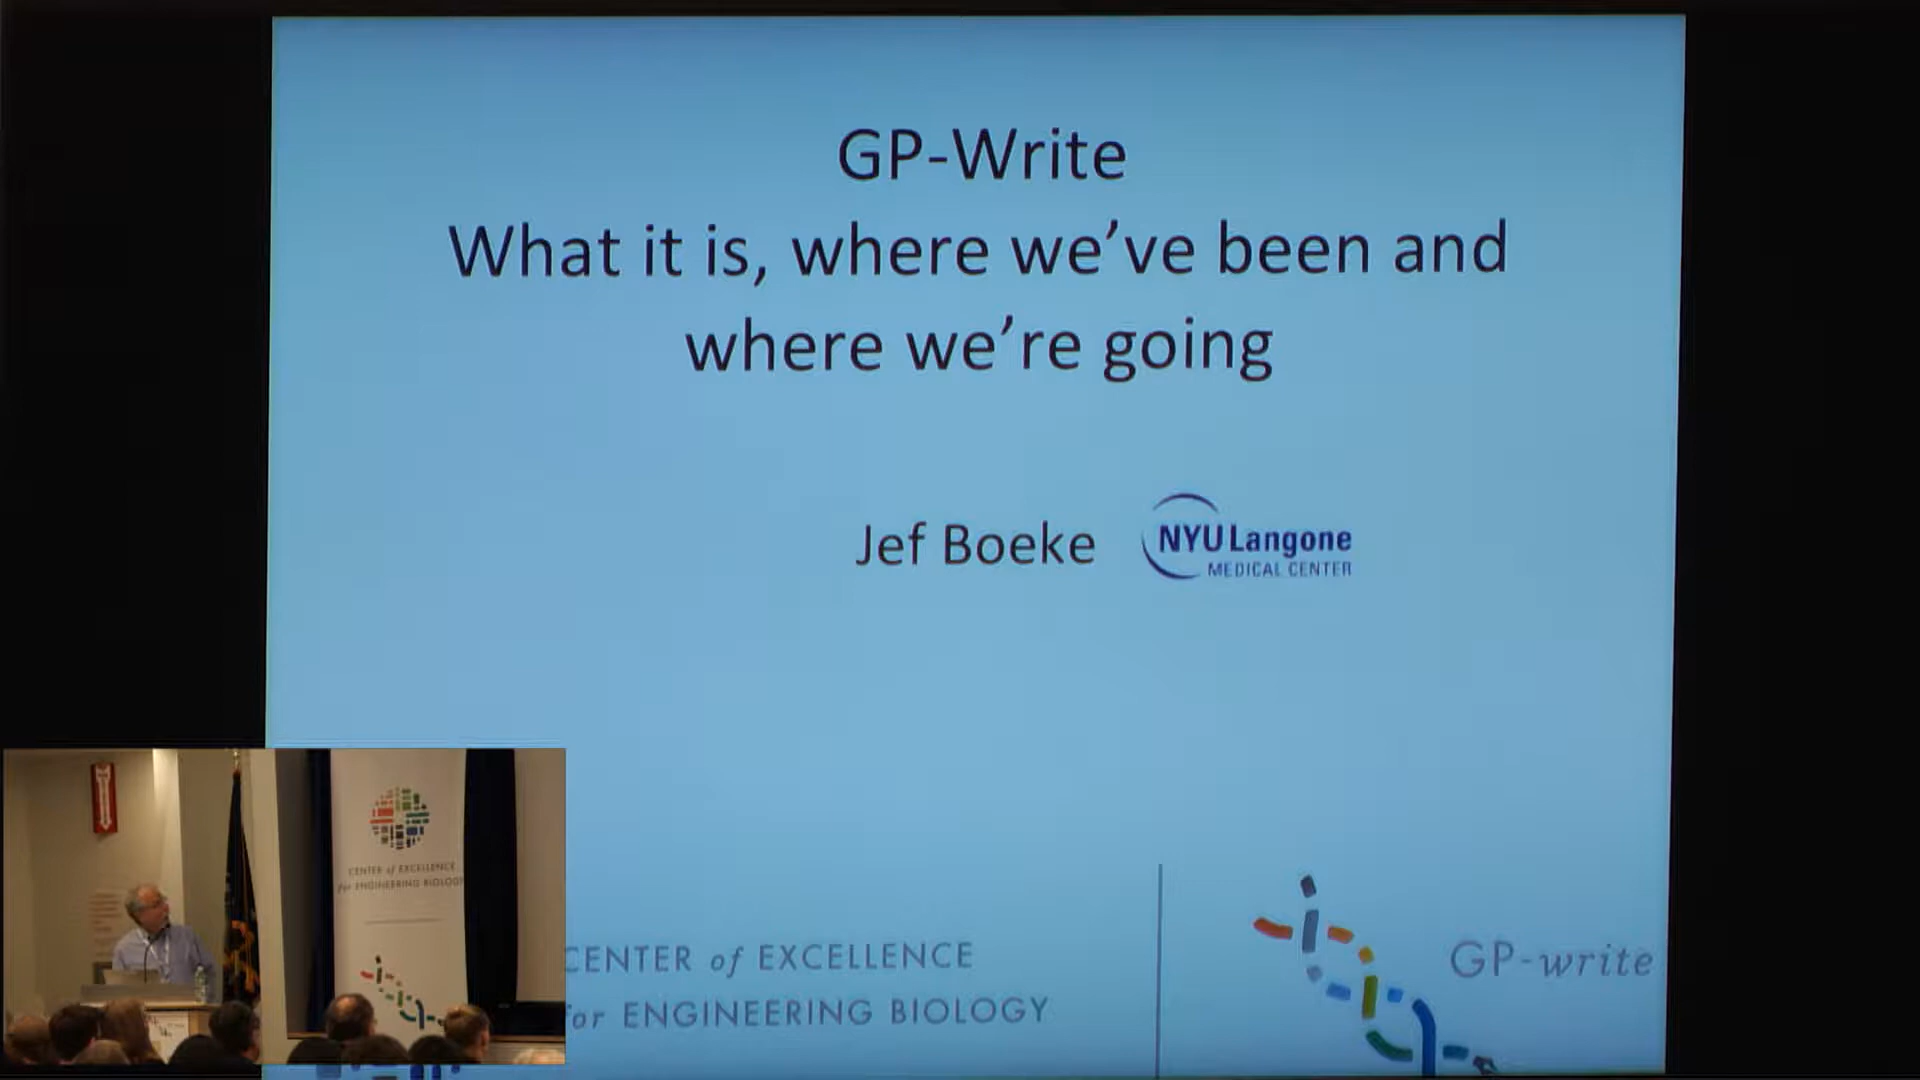 GP-Write
What it is, where we've been and
where we're going
Jef Boeke
NYU Langone
MEDICAL CENTER
CENTER of EXCELLENCE
for ENGINEERING BIOLOGY
GP-write
CENTER of EXCELLENCE
for ENGINEERING BIOLOGY